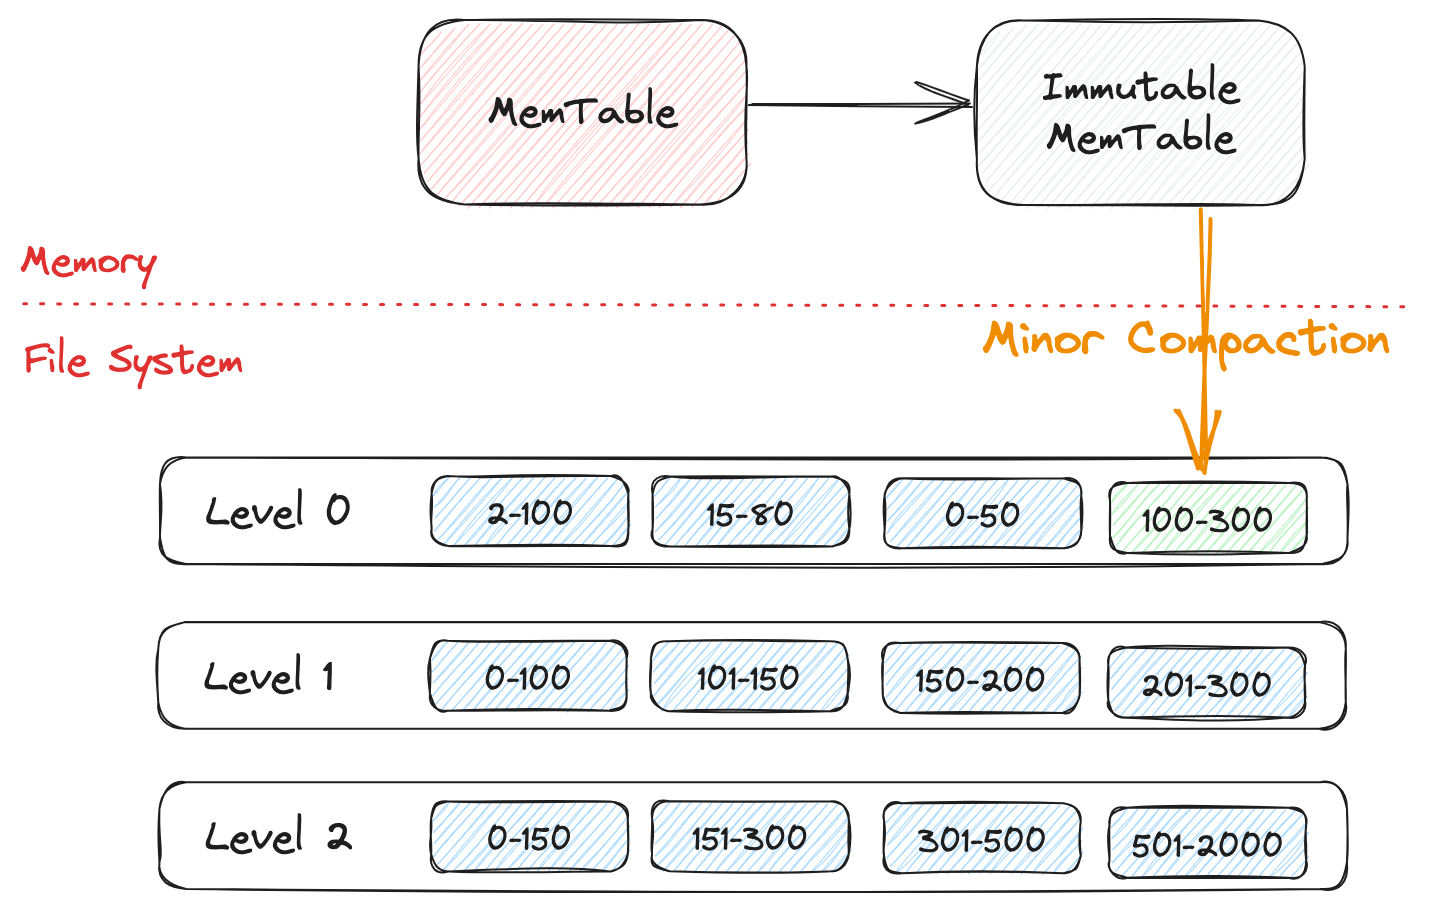 MemTable
Immutable
MemTable
Memory
File System
Minor Compaction
Level 0
2-100
15-80
0-50
100-300
Level 1
0-100
101-150
150-200
201-300
Level 2
0-150
151-300
301-500
501-2000